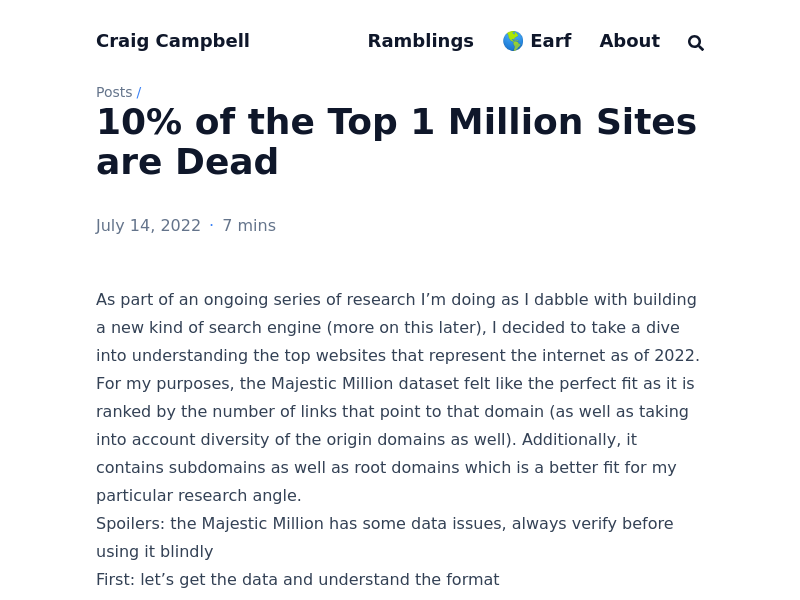 Craig Campbell
Ramblings
🌎 Earf
About
Posts /
10% of the Top 1 Million Sites
are Dead
July 14, 2022 · 7 mins
As part of an ongoing series of research I’m doing as I dabble with building
a new kind of search engine (more on this later), I decided to take a dive
into understanding the top websites that represent the internet as of 2022.
For my purposes, the Majestic Million dataset felt like the perfect fit as it is
ranked by the number of links that point to that domain (as well as taking
into account diversity of the origin domains as well). Additionally, it
contains subdomains as well as root domains which is a better fit for my
particular research angle.
Spoilers: the Majestic Million has some data issues, always verify before
using it blindly
First: let’s get the data and understand the format